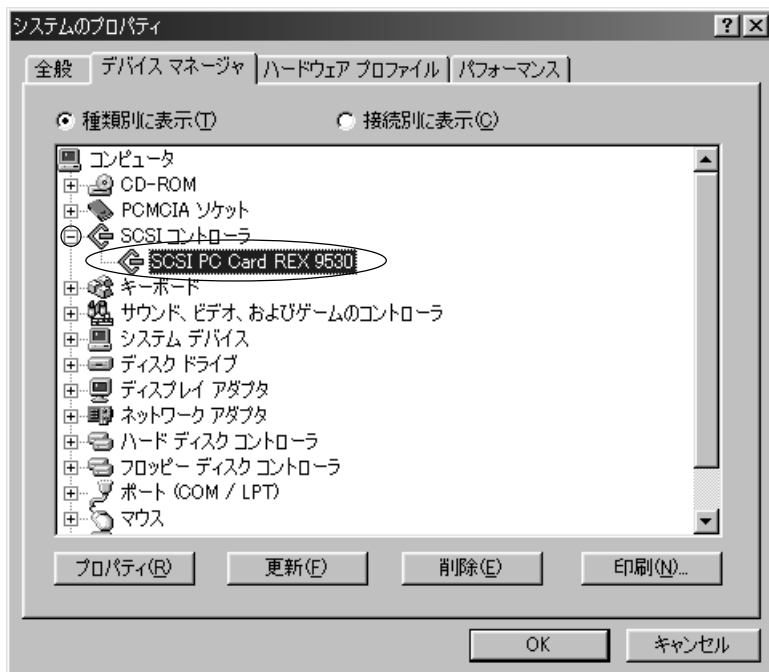 システムのプロパティ
全般 デバイス マネージャ ハードウェア プロファイル パフォーマンス
種類別に表示(T) 接続別に表示(C)
コンピュータ
CD-ROM
PCMCIA ソケット
SCSI コントローラ
SCSI PC Card REX 9530
キーボード
サウンド、ビデオ、およびゲームのコントローラ
システム デバイス
ディスク ドライブ
ディスプレイ アダプタ
ネットワーク アダプタ
ハード ディスク コントローラ
フロッピー ディスク コントローラ
ポート (COM / LPT)
マウス
プロパティ(R) 更新(F) 削除(E) 印刷(N)...
OK キャンセル